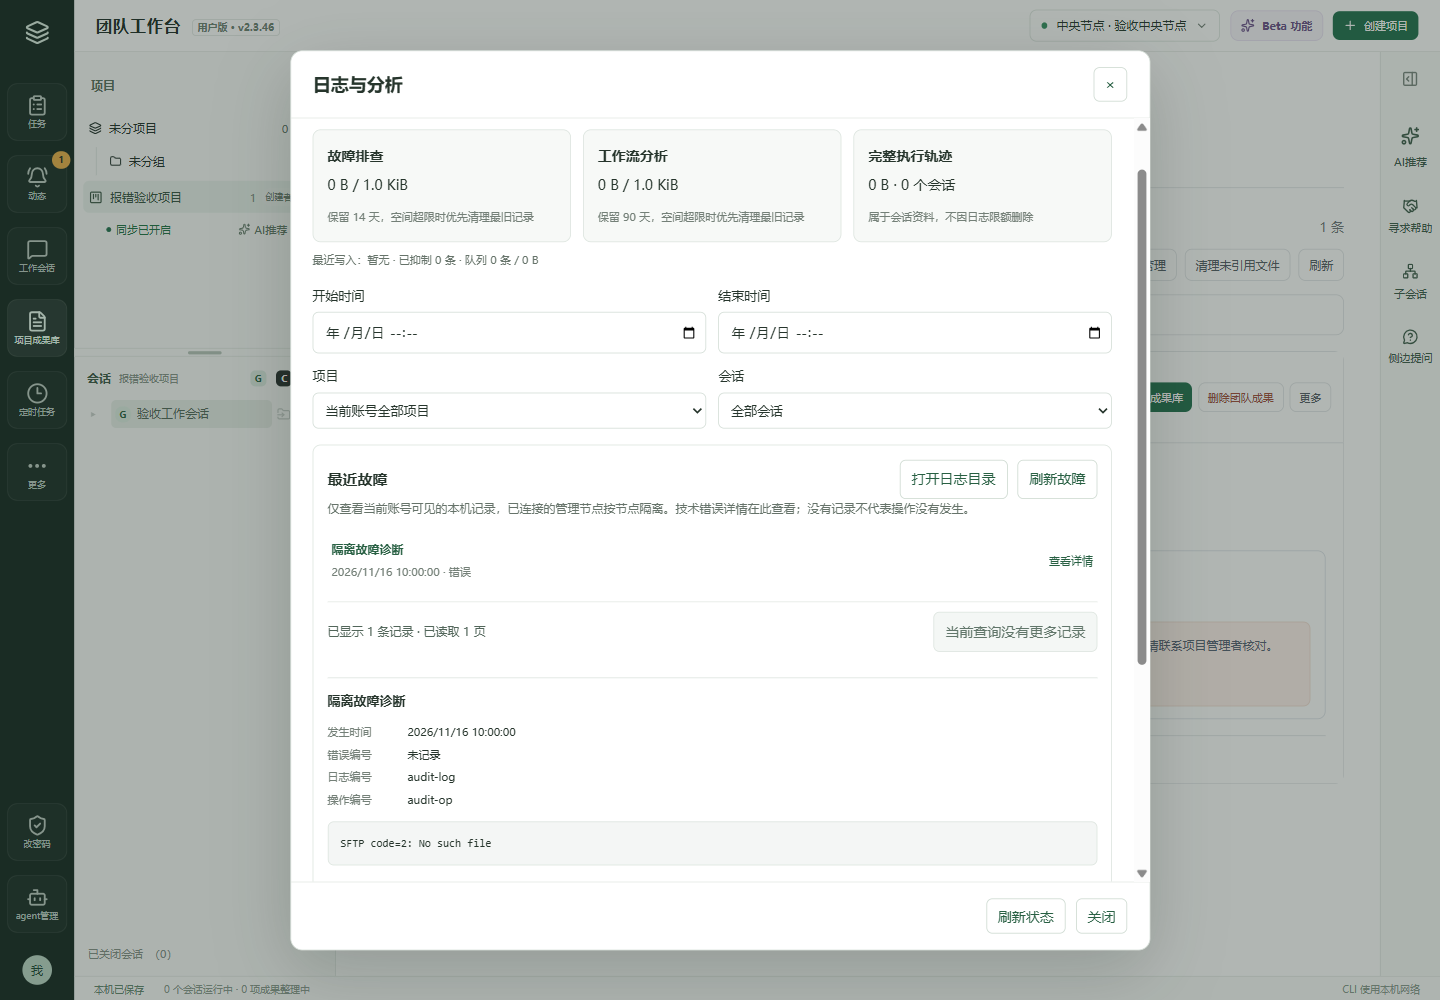 团队工作台 用户版 • v2.3.46
中央节点 · 验收中央节点
Beta 功能
创建项目
任务
1
动态
工作会话
项目成果库
定时任务
更多
改密码
agent管理
我
项目
未分项目 0
未分组
报错验收项目 1 创建者
同步已开启 AI推荐
会话 报错验收项目 G C
G 验收工作会话
已关闭会话 (0)
本机已保存 0 个会话运行中 · 0 项成果整理中
CLI 使用本机网络
日志与分析
×
故障排查
0 B / 1.0 KiB
保留 14 天，空间超限时优先清理最旧记录
工作流分析
0 B / 1.0 KiB
保留 90 天，空间超限时优先清理最旧记录
完整执行轨迹
0 B · 0 个会话
属于会话资料，不因日志限额删除
最近写入：暂无 · 已抑制 0 条 · 队列 0 条 / 0 B
开始时间
年 /月/日 --:--
结束时间
年 /月/日 --:--
项目
当前账号全部项目
会话
全部会话
最近故障
打开日志目录
刷新故障
仅查看当前账号可见的本机记录，已连接的管理节点按节点隔离。技术错误详情在此查看；没有记录不代表操作没有发生。
隔离故障诊断
2026/11/16 10:00:00 · 错误
查看详情
已显示 1 条记录 · 已读取 1 页
当前查询没有更多记录
隔离故障诊断
发生时间 2026/11/16 10:00:00
错误编号 未记录
日志编号 audit-log
操作编号 audit-op
SFTP code=2: No such file
刷新状态
关闭
1 条
管理
清理未引用文件
刷新
成果库
删除团队成果
更多
请联系项目管理者核对。
AI推荐
寻求帮助
子会话
侧边提问